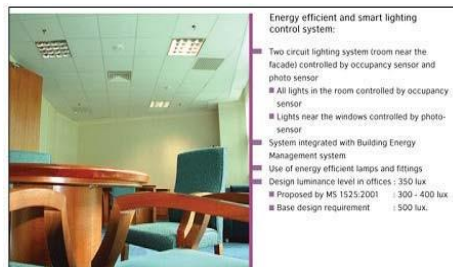 Energy efficient and smart lighting
control system:
Two circuit lighting system (room near the
facade) controlled by occupancy sensor and
photo sensor
All lights in the room controlled by occupancy
sensor
Lights near the windows controlled by photo-
sensor
System integrated with Building Energy
Management system
Use of energy efficient lamps and fittings
Design luminance level in offices : 350 lux
Proposed by MS 1525:2001 : 300 - 400 lux
Base design requirement : 500 lux.